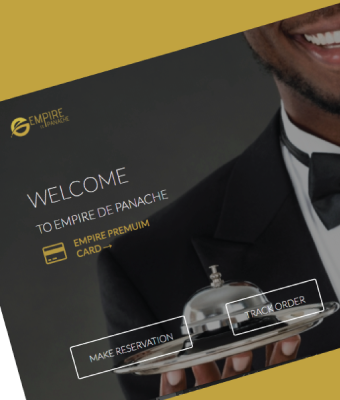 EMPIRE
DE PANACHE
WELCOME
TO EMPIRE DE PANACHE
EMPIRE PREMUIM
CARD →
MAKE RESERVATION
TRACK ORDER